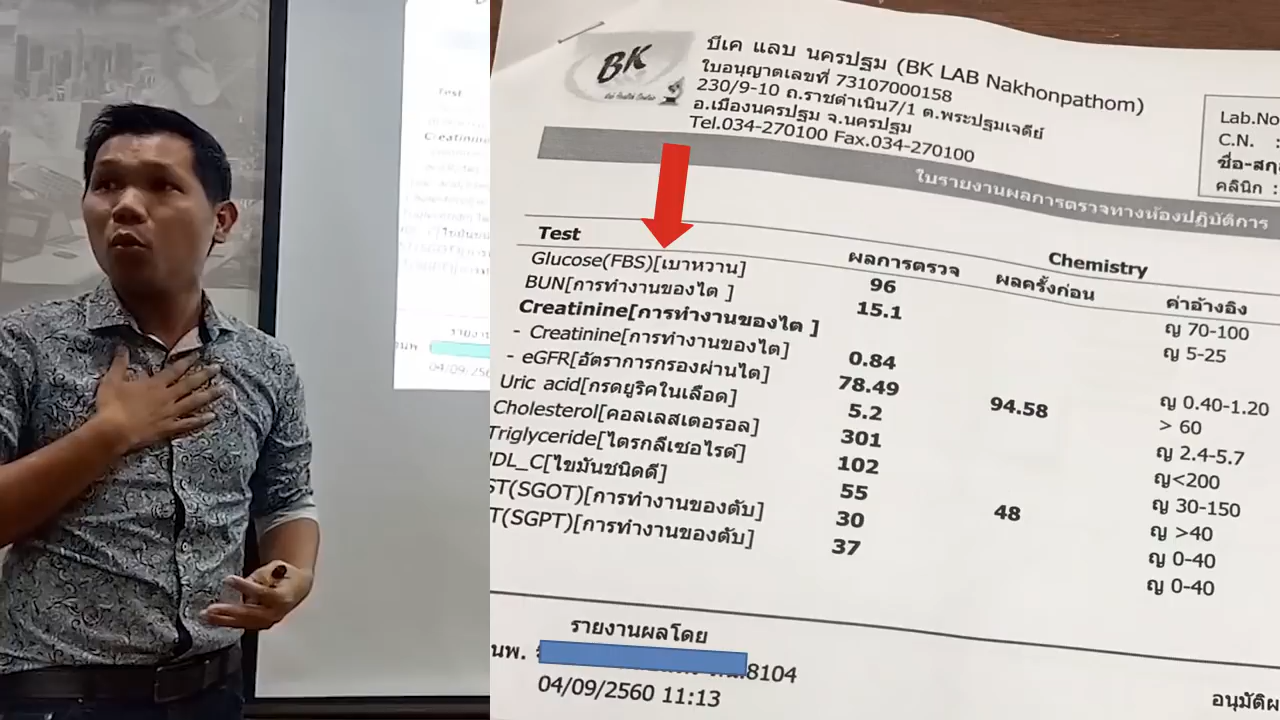 Test
Creatinine
04/09/256
BK
บีเค แลบ นครปฐม (BK LAB Nakhonpathom)
ใบอนุญาตเลขที่ 73107000158
230/9-10 ถ.ราชดำเนิน7/1 ต.พระปฐมเจดีย์
อ.เมืองนครปฐม จ.นครปฐม
Tel.034-270100 Fax.034-270100
Lab.No
C.N. :
ชื่อ-สกุ
คลินิก :
ใบรายงานผลการตรวจทางห้องปฏิบัติการ
Chemistry
Test ผลการตรวจ ผลครั้งก่อน ค่าอ้างอิง
Glucose(FBS)[เบาหวาน] 96 ญ 70-100
BUN[การทำงานของไต ] 15.1 ญ 5-25
Creatinine[การทำงานของไต ]
- Creatinine[การทำงานของไต] 0.84 ญ 0.40-1.20
- eGFR[อัตราการกรองผ่านไต] 78.49 94.58 > 60
Uric acid[กรดยูริคในเลือด] 5.2 ญ 2.4-5.7
Cholesterol[คอลเลสเตอรอล] 301 ญ<200
Triglyceride[ไตรกลีเซอไรด์] 102 ญ 30-150
HDL_C[ไขมันชนิดดี] 55 48 ญ >40
ST(SGOT)[การทำงานของตับ] 30 ญ 0-40
T(SGPT)[การทำงานของตับ] 37 ญ 0-40
รายงานผลโดย
นพ. 8104
04/09/2560 11:13
อนุมัติผ